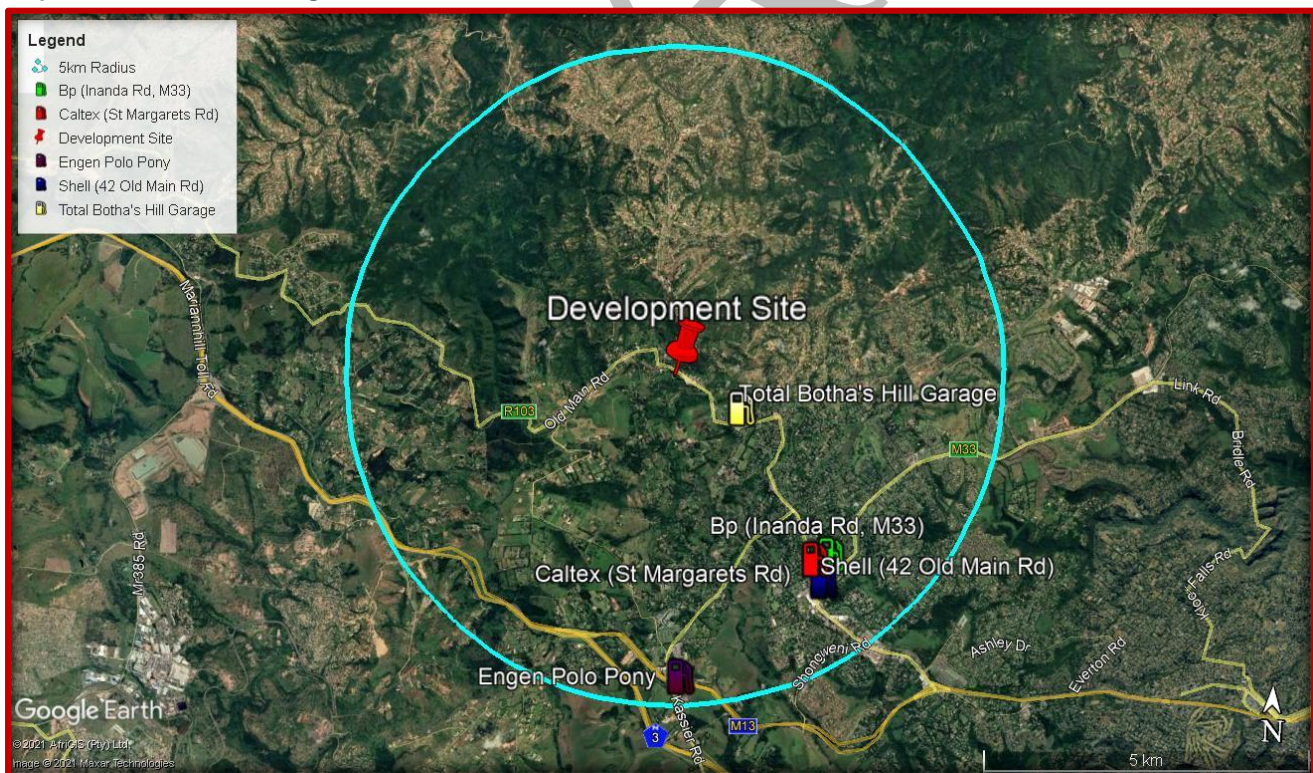 Legend
5km Radius
Bp (Inanda Rd, M33)
Caltex (St Margarets Rd)
Development Site
Engen Polo Pony
Shell (42 Old Main Rd)
Total Botha's Hill Garage
Mariannhill Toll Rd
Development Site
R103
Old Main Rd
Total Botha's Hill Garage
Link Rd
M33
Bridle Rd
Bp (Inanda Rd, M33)
Caltex (St Margarets Rd)
Shell (42 Old Main Rd)
Mr385 Rd
Falls Rd
Shongweni Rd
Ashley Dr
Everton Rd
Engen Polo Pony
Kassier Rd
M13
N
3
Google Earth
© 2021 AfriGIS (Pty) Ltd.
Image © 2021 Maxar Technologies
N
5 km